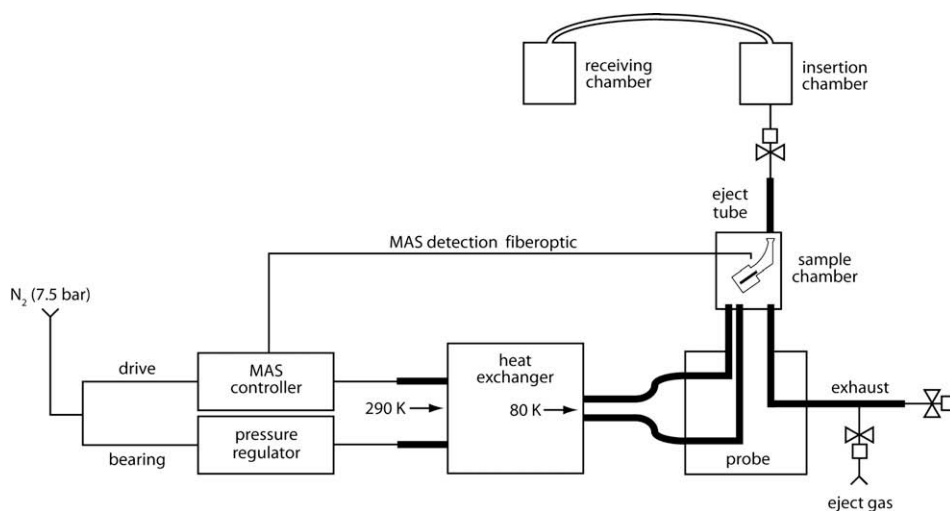 receiving
chamber
insertion
chamber
eject
tube
MAS detection fiberoptic
sample
chamber
N₂ (7.5 bar)
drive
MAS
controller
heat
exchanger
290 K
80 K
exhaust
bearing
pressure
regulator
probe
eject gas